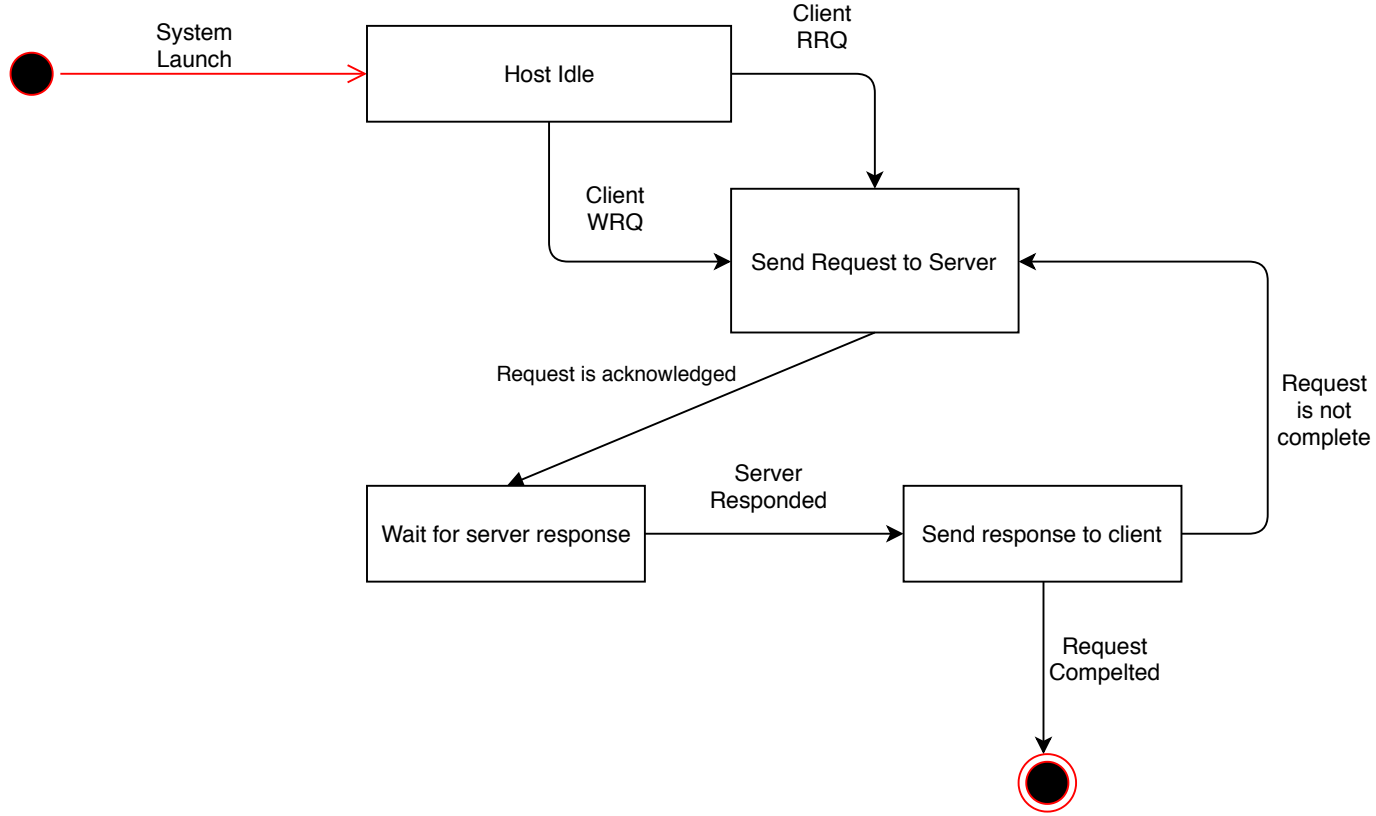 Client
RRQ
System
Launch
Host Idle
Client
WRQ
Send Request to Server
Request is acknowledged
Request
is not
complete
Server
Responded
Wait for server response
Send response to client
Request
Compelted